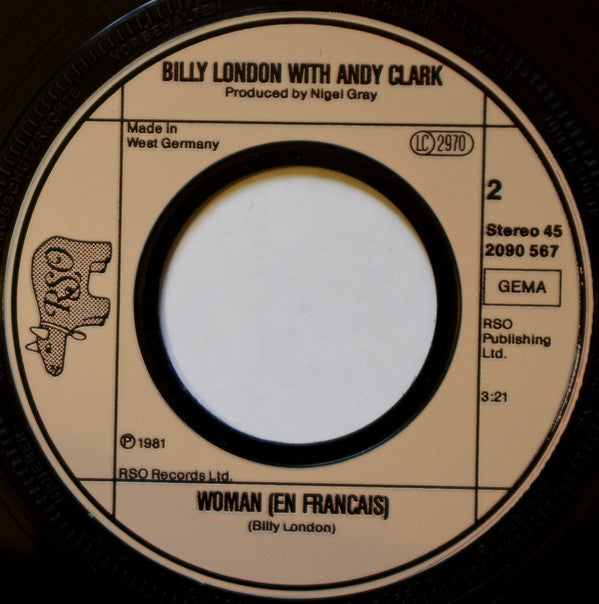 BILLY LONDON WITH ANDY CLARK
Produced by Nigel Gray
Made in
West Germany
LC 2970
2
Stereo 45
2090 567
GEMA
RSO
RSO
Publishing
Ltd.
3:21
℗ 1981
RSO Records Ltd.
WOMAN (EN FRANCAIS)
(Billy London)